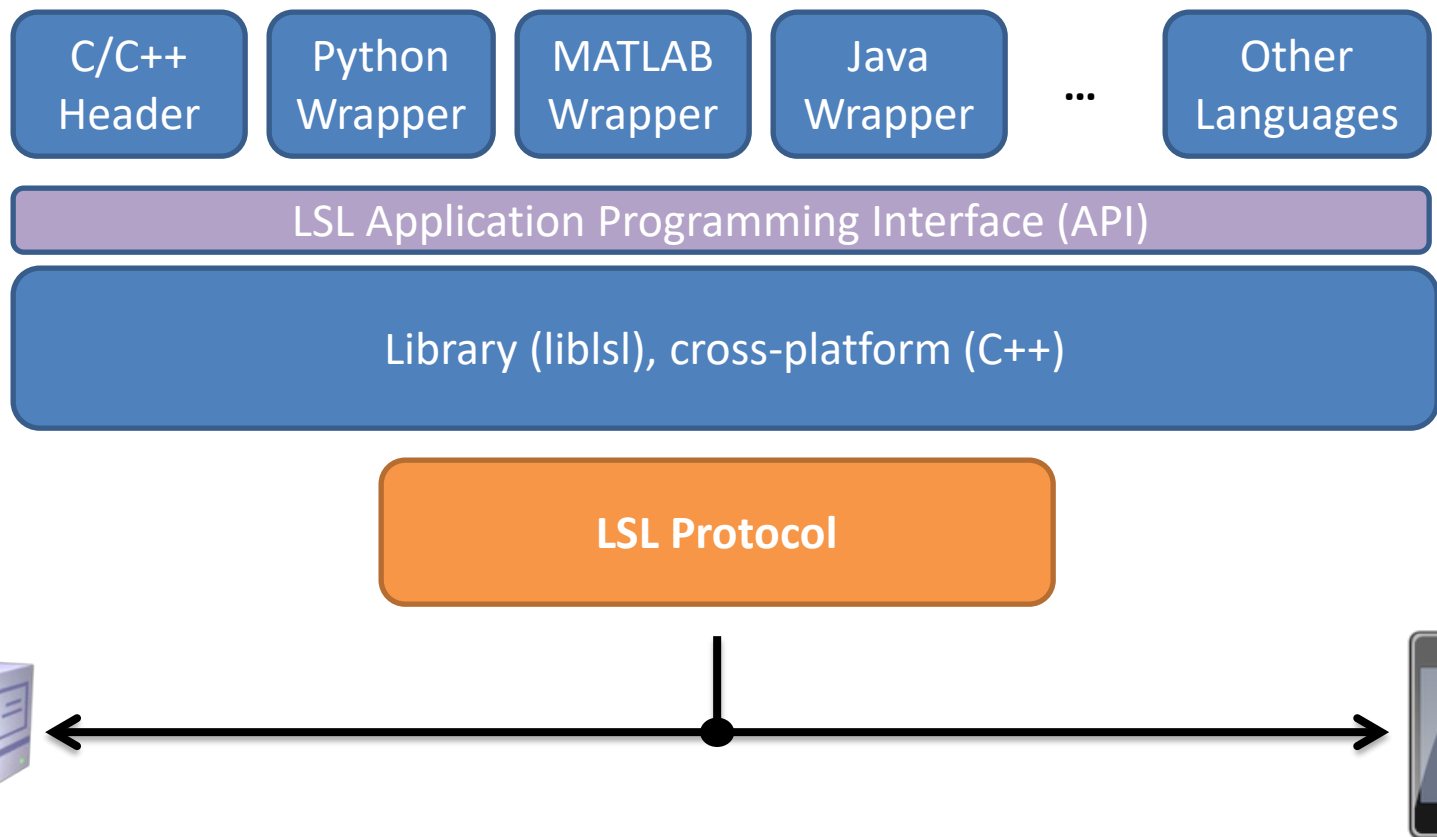 C/C++
Header
Python
Wrapper
MATLAB
Wrapper
Java
Wrapper
...
Other
Languages
LSL Application Programming Interface (API)
Library (liblsl), cross-platform (C++)
LSL Protocol